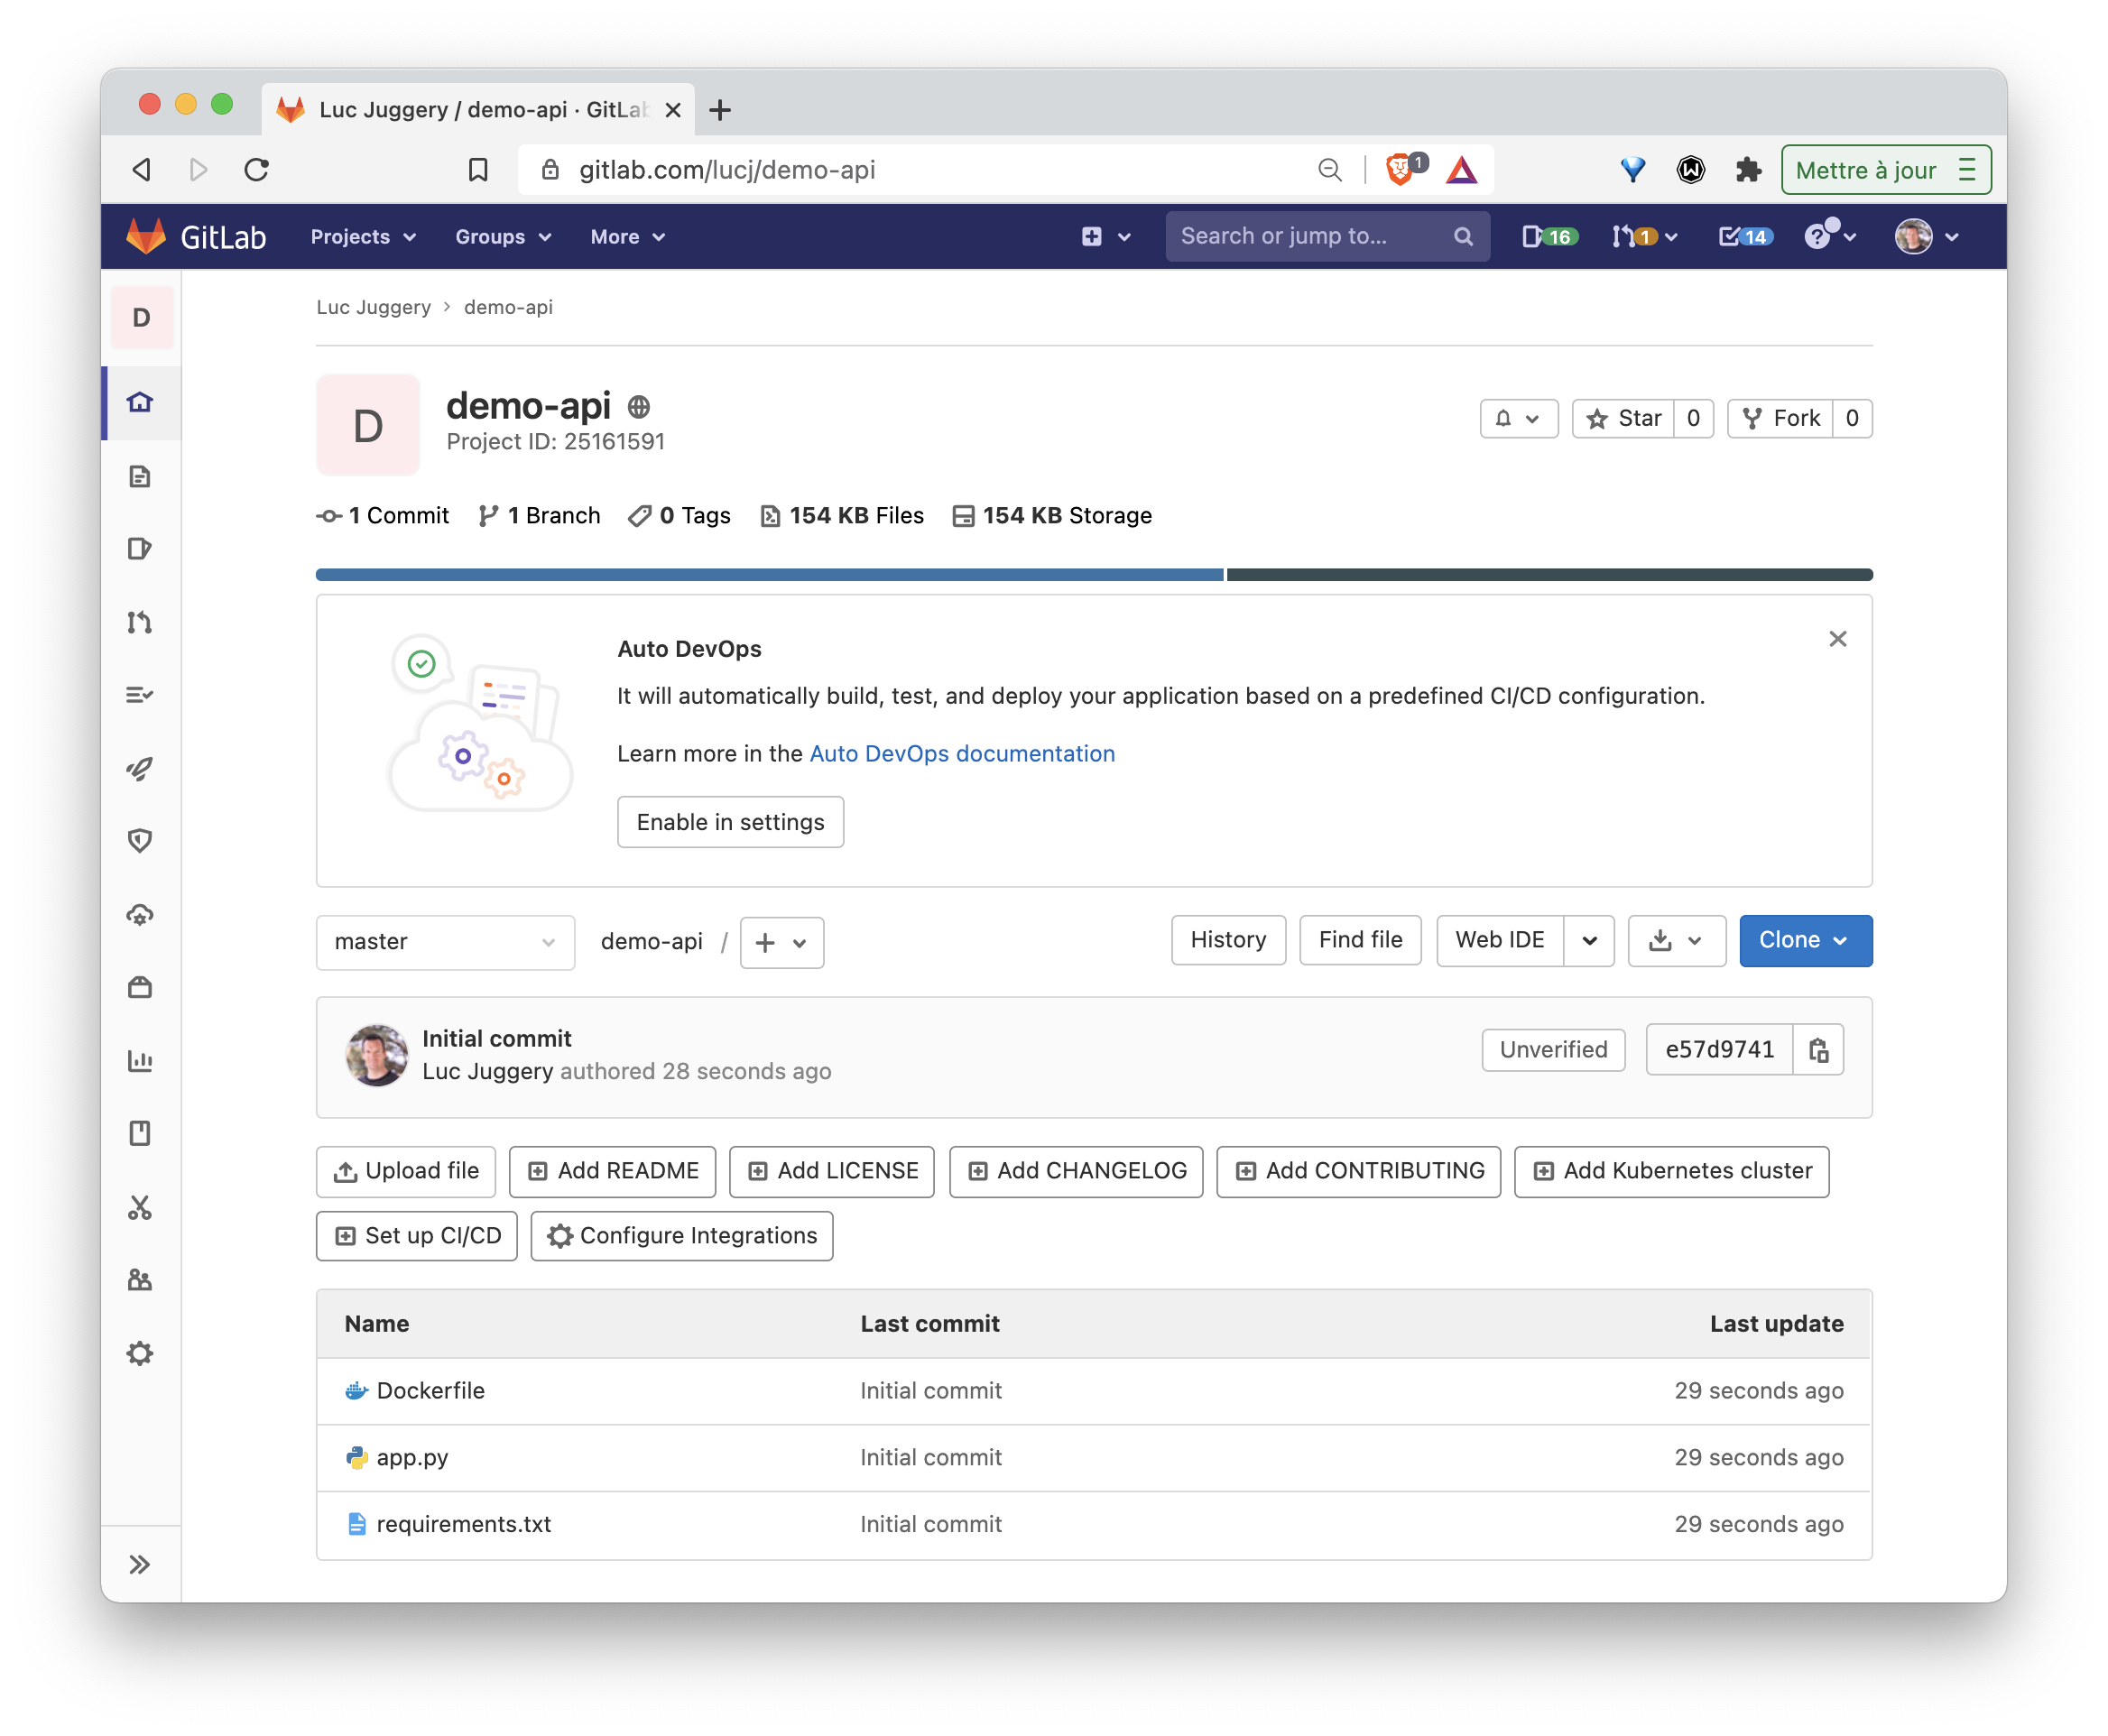 Luc Juggery / demo-api · GitLab
gitlab.com/lucj/demo-api
1
Mettre à jour
GitLab
Projects
Groups
More
Search or jump to...
16
1
14
D
Luc Juggery › demo-api
D
demo-api
Project ID: 25161591
Star 0
Fork 0
1 Commit
1 Branch
0 Tags
154 KB Files
154 KB Storage
Auto DevOps
It will automatically build, test, and deploy your application based on a predefined CI/CD configuration.
Learn more in the Auto DevOps documentation
Enable in settings
master
demo-api /
History
Find file
Web IDE
Clone
Initial commit
Luc Juggery authored 28 seconds ago
Unverified
e57d9741
Upload file
Add README
Add LICENSE
Add CHANGELOG
Add CONTRIBUTING
Add Kubernetes cluster
Set up CI/CD
Configure Integrations
Name Last commit Last update
Dockerfile Initial commit 29 seconds ago
app.py Initial commit 29 seconds ago
requirements.txt Initial commit 29 seconds ago